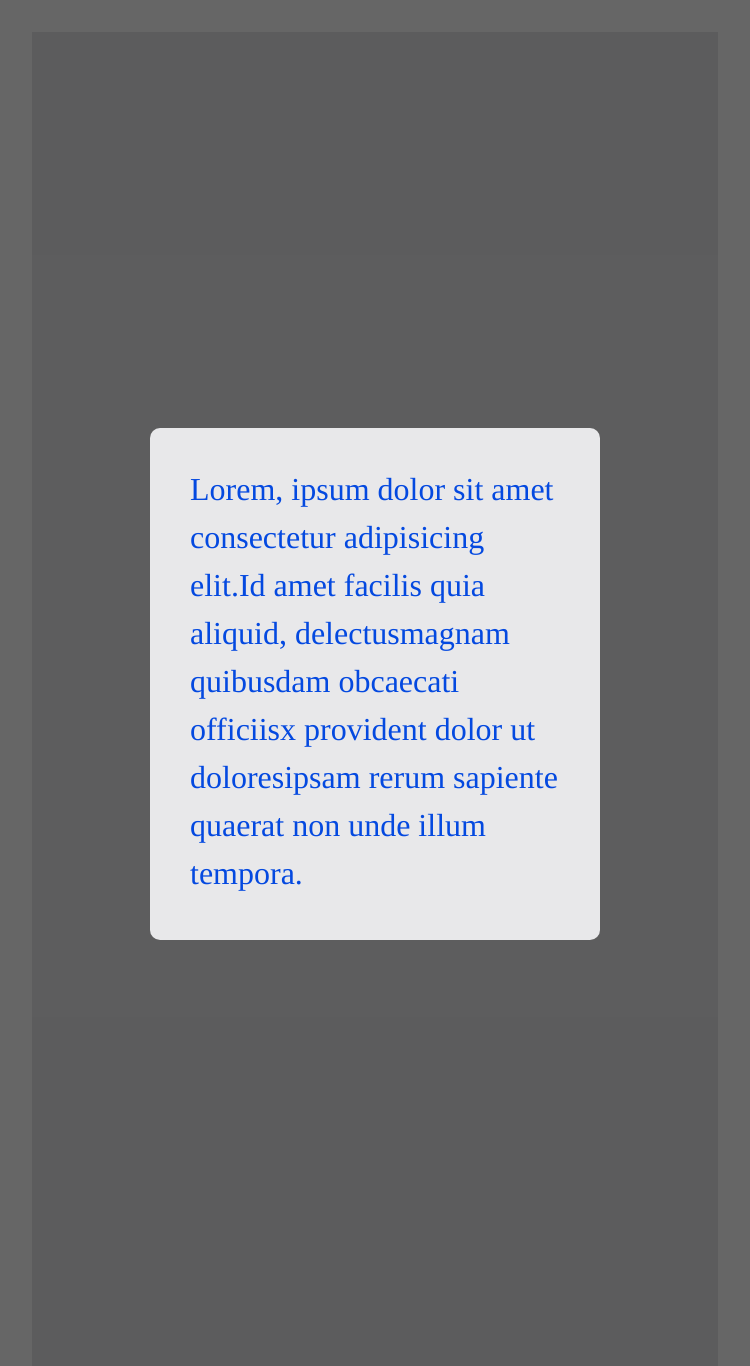 Lorem, ipsum dolor sit amet
consectetur adipisicing
elit.Id amet facilis quia
aliquid, delectusmagnam
quibusdam obcaecati
officiisx provident dolor ut
doloresipsam rerum sapiente
quaerat non unde illum
tempora.